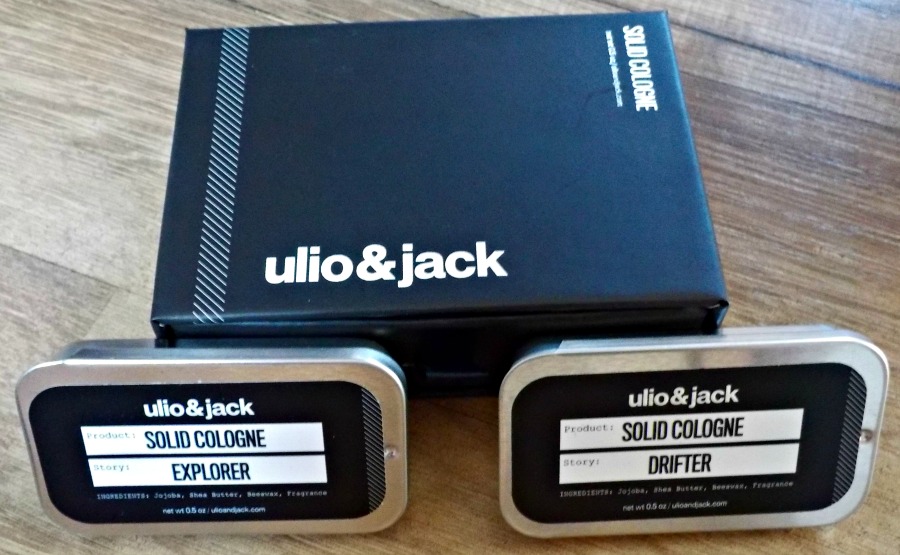 SOLID COLOGNE
ulio&jack
ulio&jack
Product: SOLID COLOGNE
Story: EXPLORER
INGREDIENTS: Jojoba, Shea Butter, Beeswax, Fragrance
net wt 0.5 oz / ulioandjack.com
ulio&jack
Product: SOLID COLOGNE
Story: DRIFTER
INGREDIENTS: Jojoba, Shea Butter, Beeswax, Fragrance
net wt 0.5 oz / ulioandjack.com